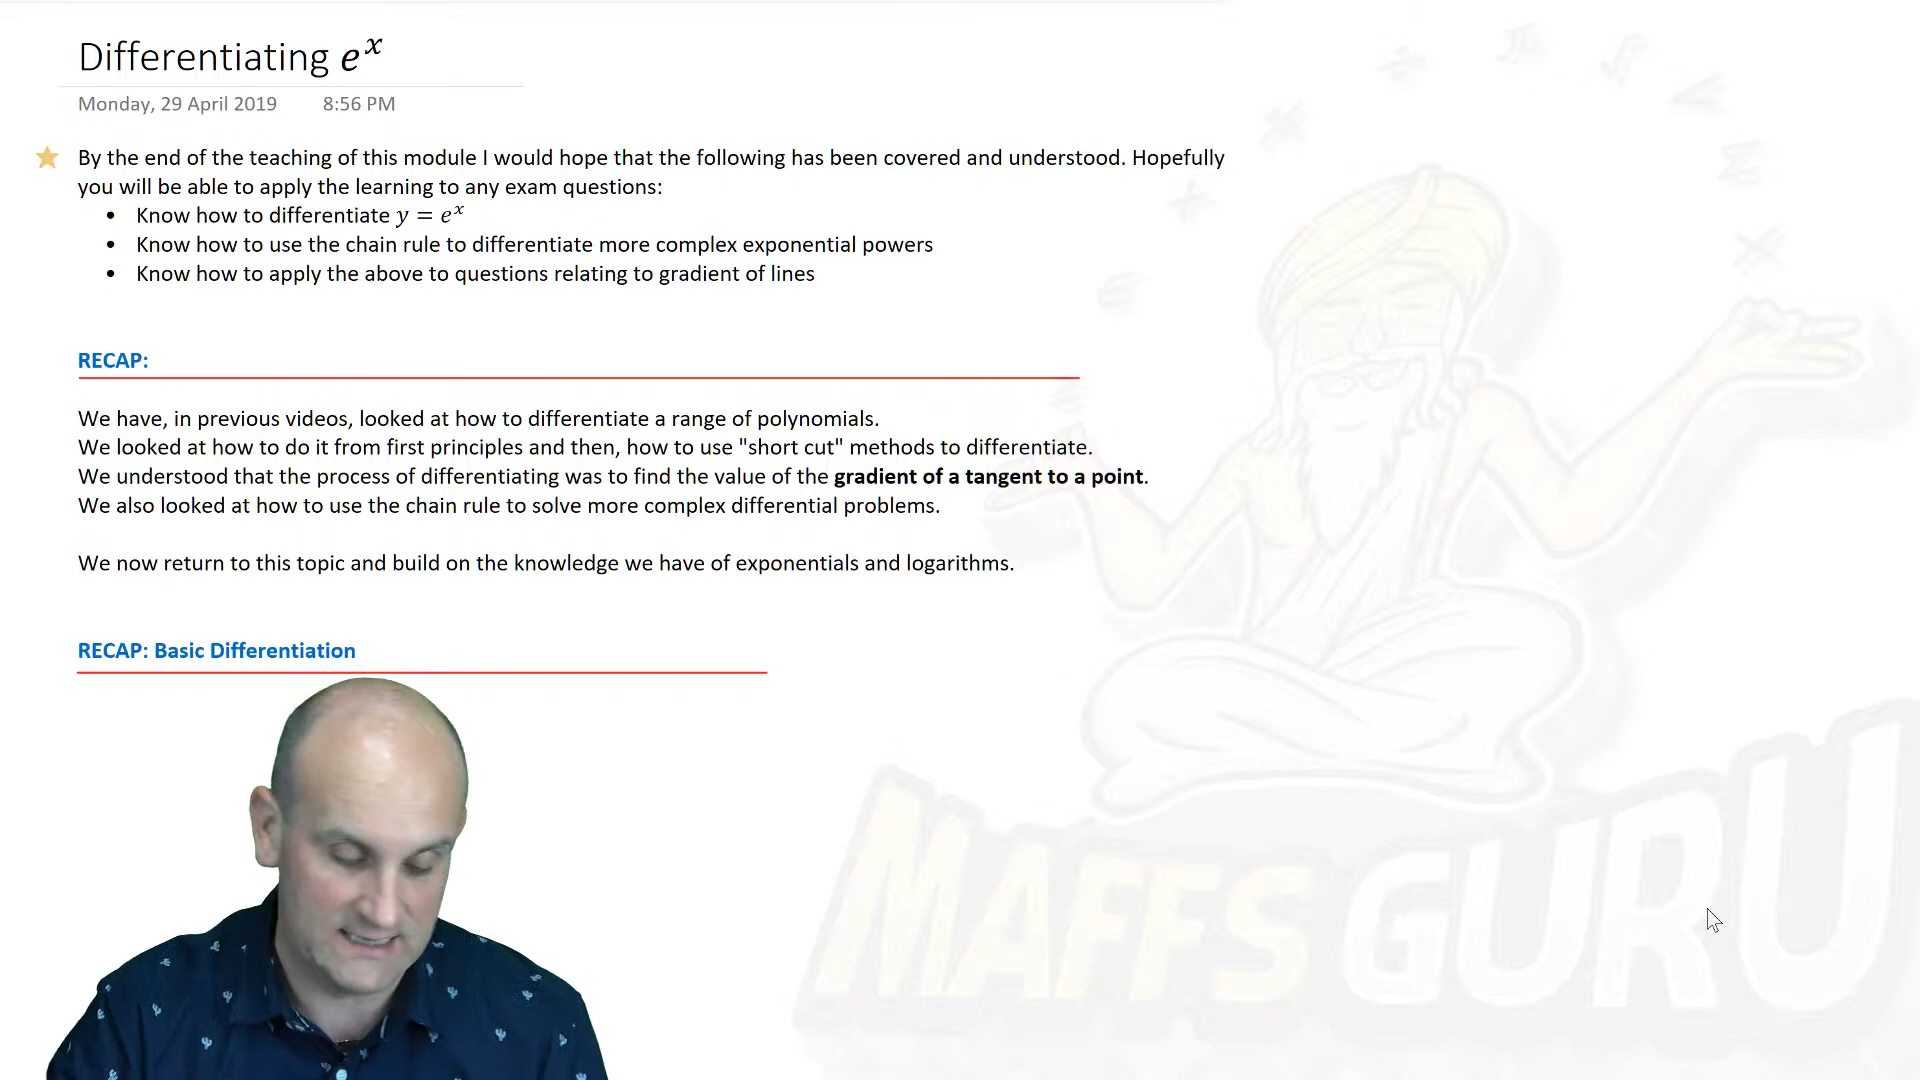 Differentiating eˣ
Monday, 29 April 2019 8:56 PM
By the end of the teaching of this module I would hope that the following has been covered and understood. Hopefully
you will be able to apply the learning to any exam questions:
• Know how to differentiate y = eˣ
• Know how to use the chain rule to differentiate more complex exponential powers
• Know how to apply the above to questions relating to gradient of lines
RECAP:
We have, in previous videos, looked at how to differentiate a range of polynomials.
We looked at how to do it from first principles and then, how to use "short cut" methods to differentiate.
We understood that the process of differentiating was to find the value of the gradient of a tangent to a point.
We also looked at how to use the chain rule to solve more complex differential problems.
We now return to this topic and build on the knowledge we have of exponentials and logarithms.
RECAP: Basic Differentiation
MAFFS GURU